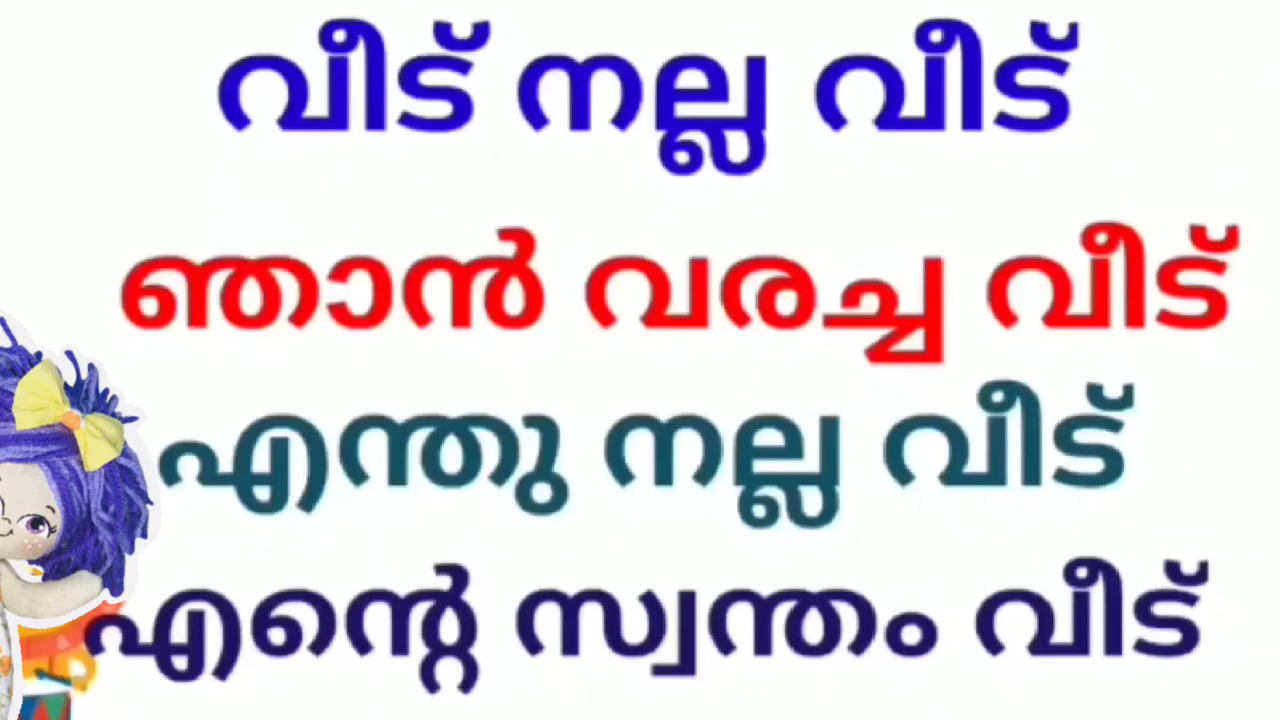 വീട് നല്ല വീട്
ഞാൻ വരച്ച വീട്
എന്തു നല്ല വീട്
എന്റെ സ്വന്തം വീട്